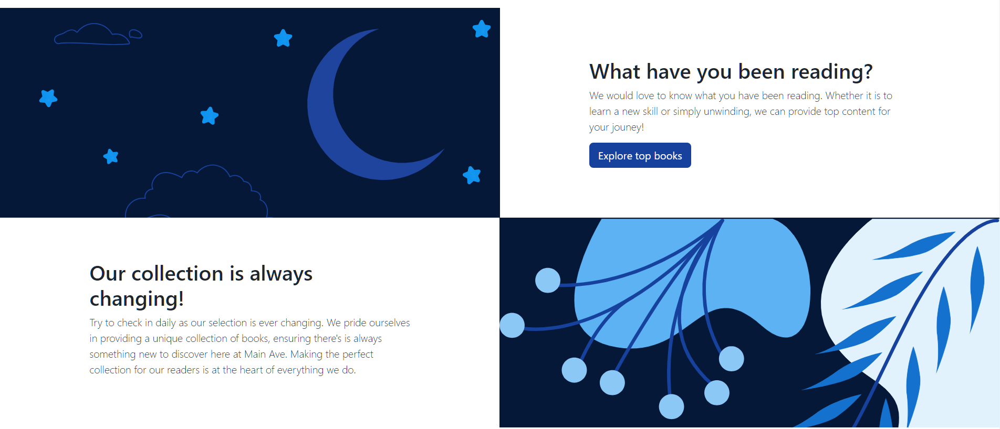 What have you been reading?
We would love to know what you have been reading. Whether it is to
learn a new skill or simply unwinding, we can provide top content for
your jouney!
Explore top books
Our collection is always
changing!
Try to check in daily as our selection is ever changing. We pride ourselves
in providing a unique collection of books, ensuring there's is always
something new to discover here at Main Ave. Making the perfect
collection for our readers is at the heart of everything we do.